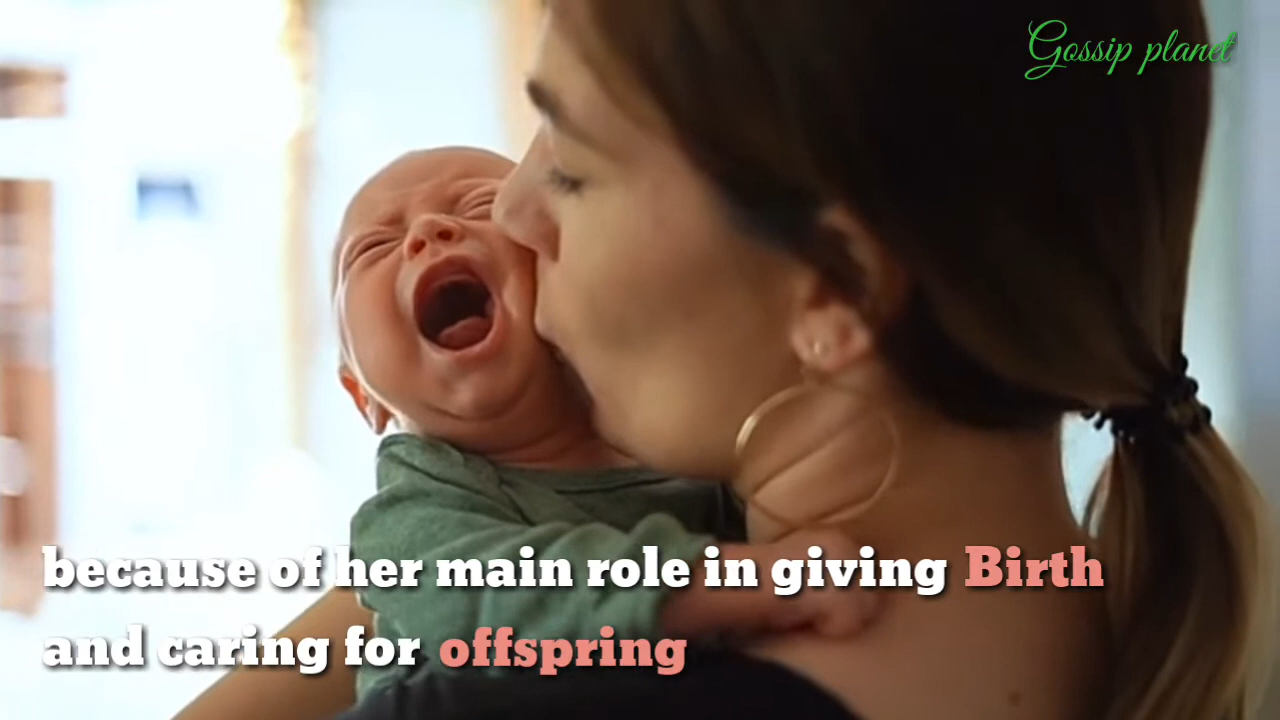 Gossip planet
because of her main role in giving Birth
and caring for offspring